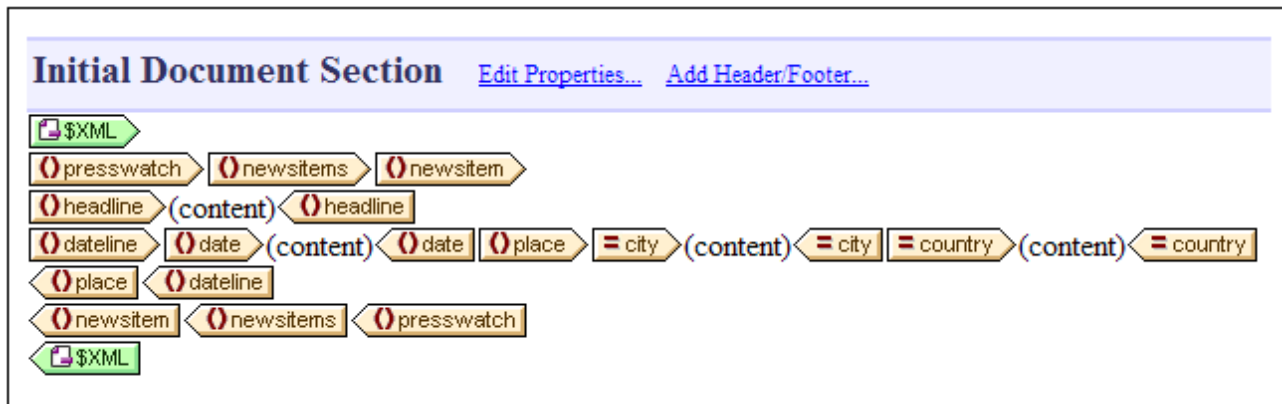 Initial Document Section Edit Properties... Add Header/Footer...
$XML
()presswatch ()newsitems ()newsitem
()headline (content) ()headline
()dateline ()date (content) ()date ()place = city (content) = city = country (content) = country
()place ()dateline
()newsitem ()newsitems ()presswatch
$XML